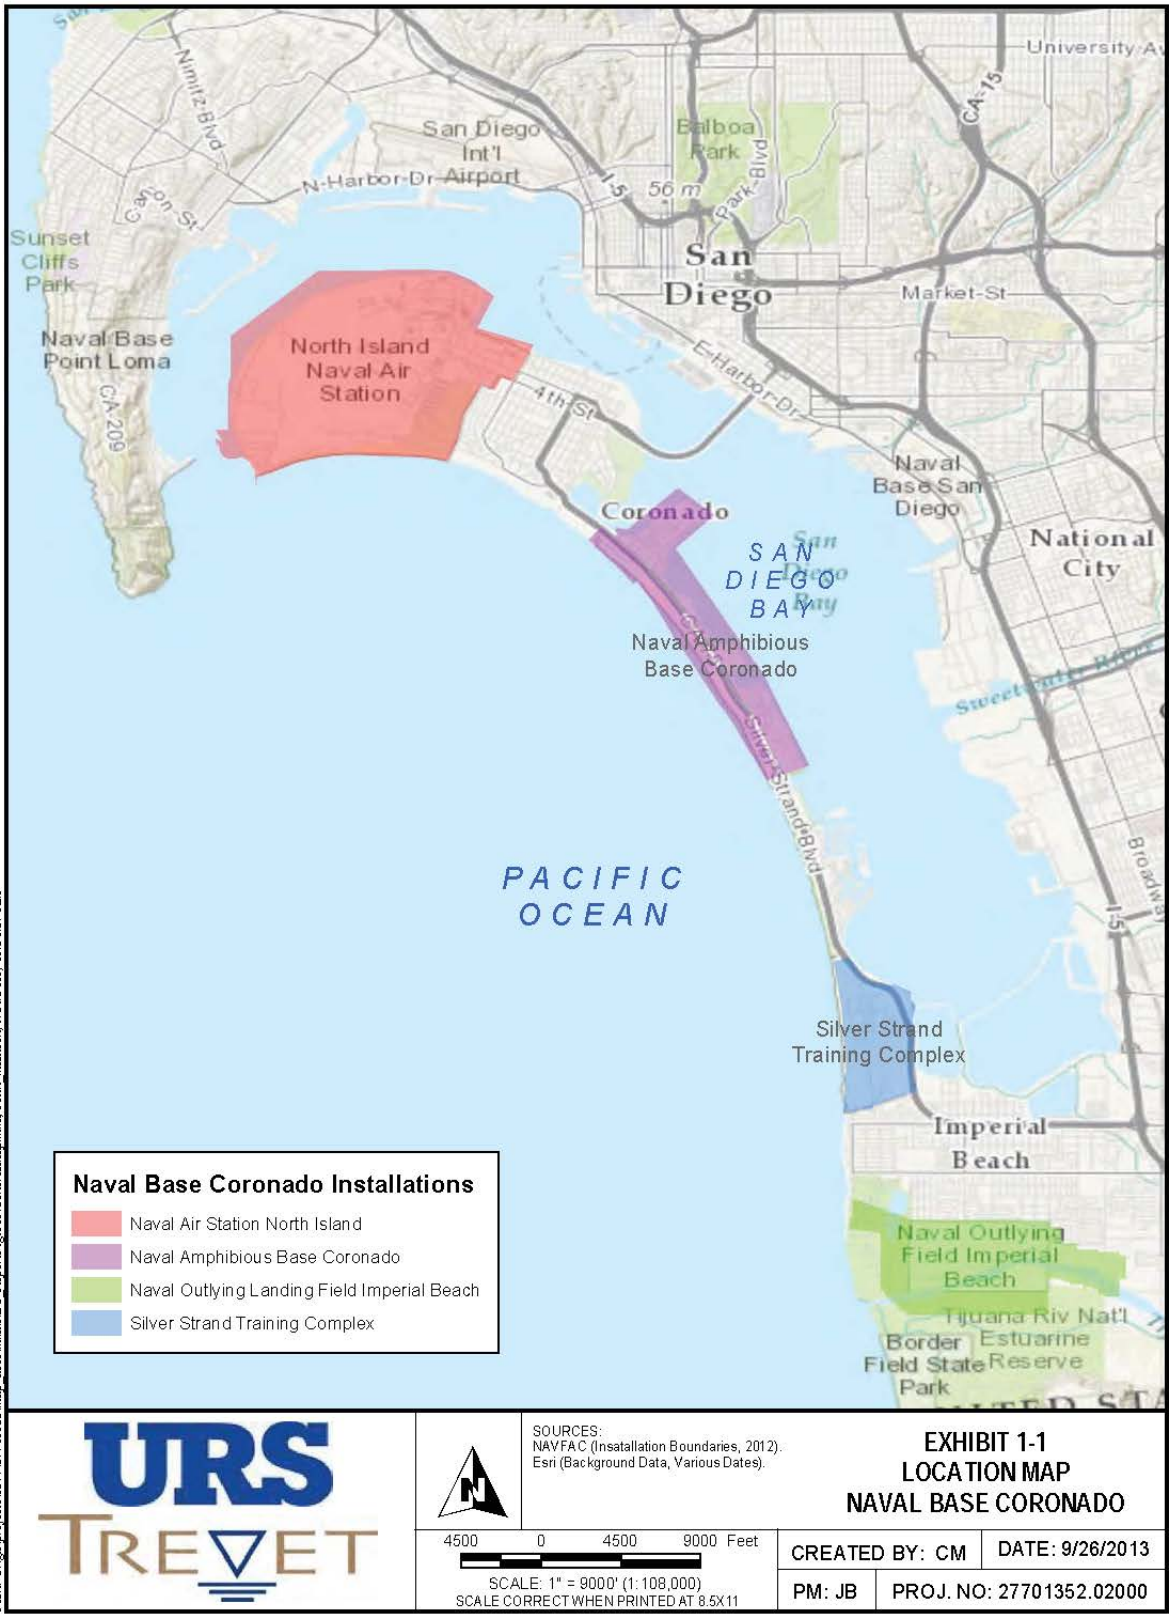 University Av
Nimitz Blvd
CA-15
San Diego
Int'l
Airport
Balboa
Park
Park-Blvd
N-Harbor-Dr
I-5
56 m
Sunset
Cliffs
Park
San
Diego
Market-St
Naval Base
Point Loma
CA 209
North Island
Naval Air
Station
E-Harbor-Dr
4th-St
Naval
Base San
Diego
Coronado
National
City
SAN
DIEGO
BAY
San
Diego
Bay
Naval Amphibious
Base Coronado
Sweetwater River
Silver-Strand-Blvd
PACIFIC
OCEAN
Broadway
I-5
Silver Strand
Training Complex
Imperial
Beach
Naval Base Coronado Installations
Naval Air Station North Island
Naval Amphibious Base Coronado
Naval Outlying Landing Field Imperial Beach
Silver Strand Training Complex
Naval Outlying
Field Imperial
Beach
Tijuana Riv Nat'l
Estuarine
Reserve
Border
Field State
Park
URS
TREVET
N
SOURCES:
NAVFAC (Insatallation Boundaries, 2012).
Esri (Background Data, Various Dates).
EXHIBIT 1-1
LOCATION MAP
NAVAL BASE CORONADO
4500 0 4500 9000 Feet
SCALE: 1" = 9000' (1:108,000)
SCALE CORRECT WHEN PRINTED AT 8.5X11
CREATED BY: CM
DATE: 9/26/2013
PM: JB
PROJ. NO: 27701352.02000